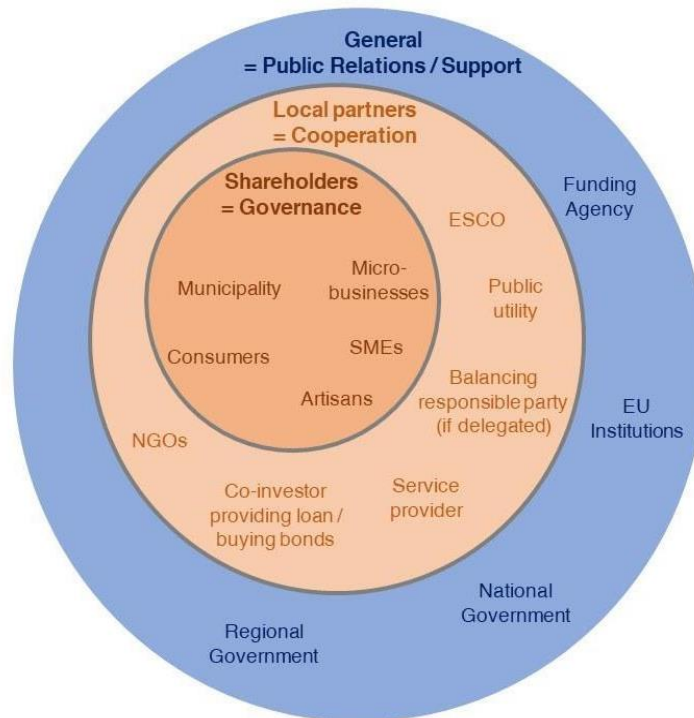 General
= Public Relations / Support
Local partners
= Cooperation
Shareholders
= Governance
Funding
Agency
ESCO
Micro-
businesses
Municipality
Public
utility
SMEs
Consumers
Artisans
Balancing
responsible party
(if delegated)
EU
Institutions
NGOs
Co-investor
providing loan /
buying bonds
Service
provider
National
Government
Regional
Government